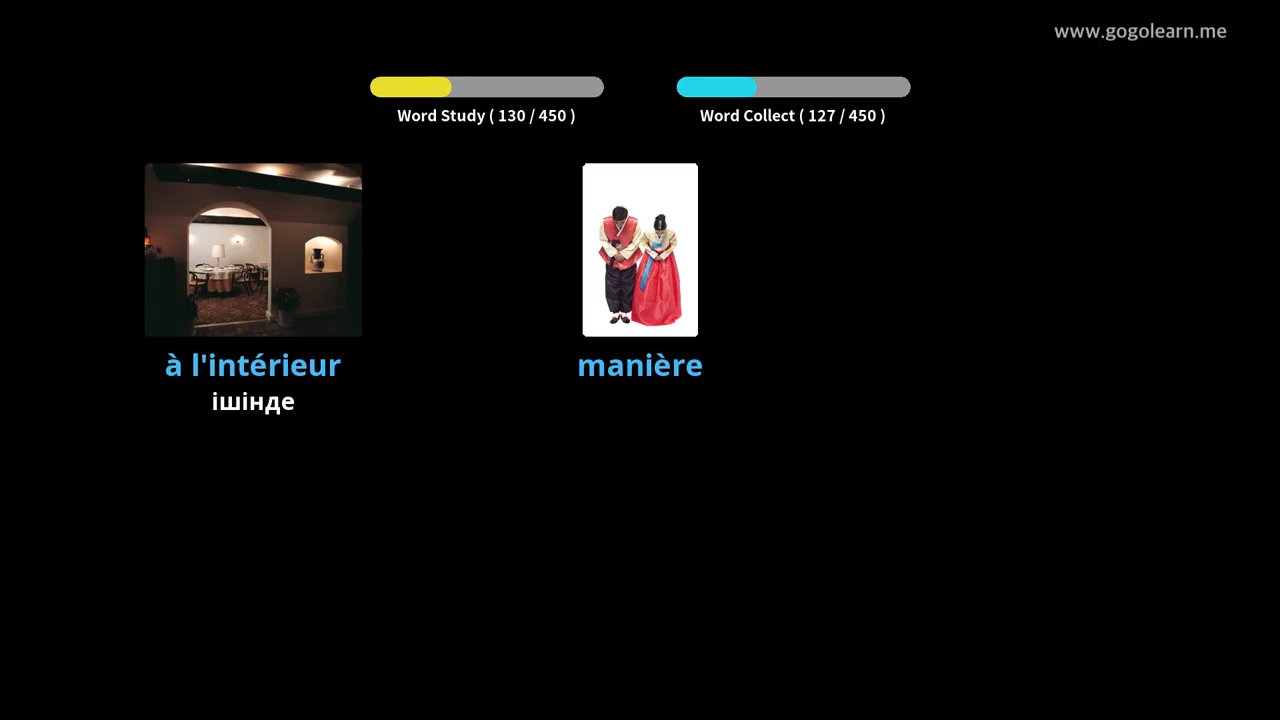 www.gogolearn.me
Word Study ( 130 / 450 )
Word Collect ( 127 / 450 )
à l'intérieur
ішінде
manière